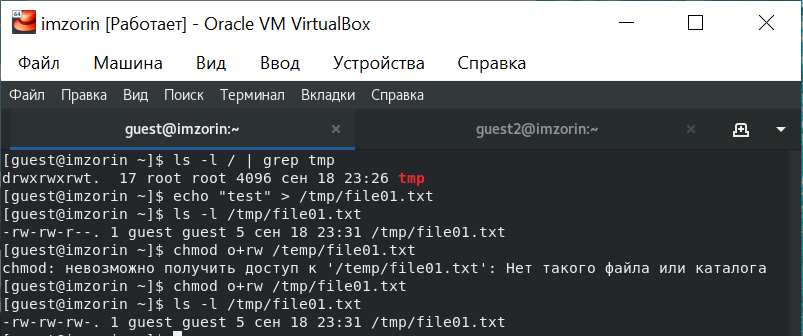 64
imzorin [Работает] - Oracle VM VirtualBox
Файл Машина Вид Ввод Устройства Справка
Файл Правка Вид Поиск Терминал Вкладки Справка
guest@imzorin:~ × guest2@imzorin:~ ×
[guest@imzorin ~]$ ls -l / | grep tmp
drwxrwxrwt.  17 root root 4096 сен 18 23:26 tmp
[guest@imzorin ~]$ echo "test" > /tmp/file01.txt
[guest@imzorin ~]$ ls -l /tmp/file01.txt
-rw-rw-r--. 1 guest guest 5 сен 18 23:31 /tmp/file01.txt
[guest@imzorin ~]$ chmod o+rw /temp/file01.txt
chmod: невозможно получить доступ к '/temp/file01.txt': Нет такого файла или каталога
[guest@imzorin ~]$ chmod o+rw /tmp/file01.txt
[guest@imzorin ~]$ ls -l /tmp/file01.txt
-rw-rw-rw-. 1 guest guest 5 сен 18 23:31 /tmp/file01.txt